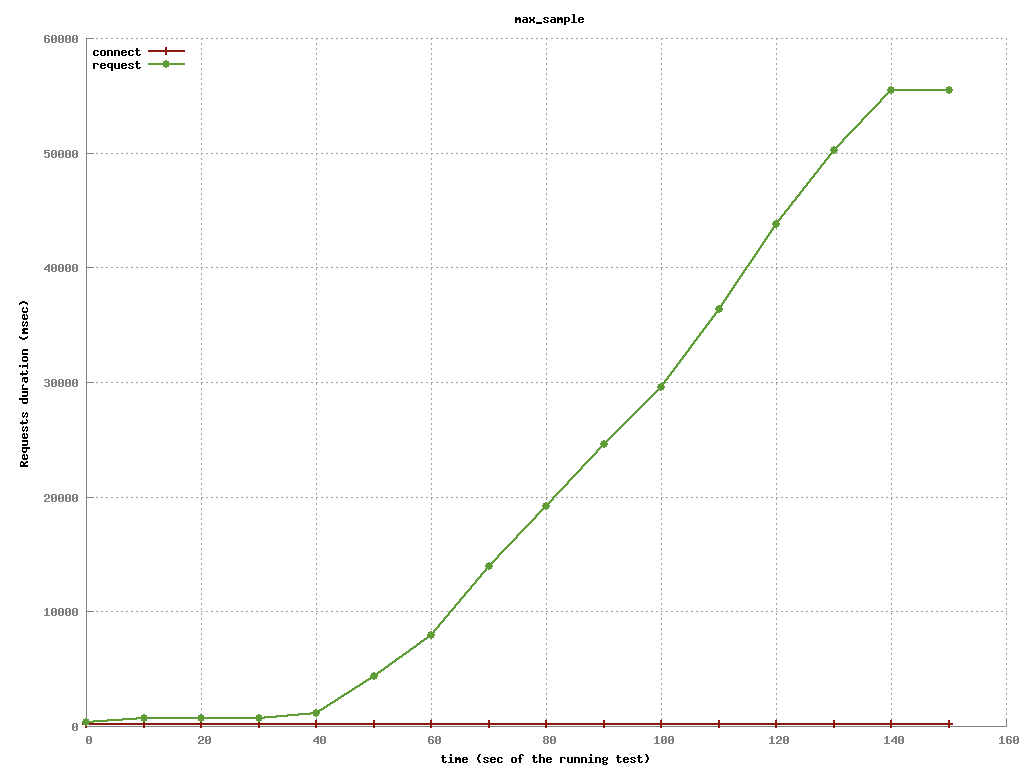 max_sample
60000
connect
request
50000
40000
Requests duration (msec)
30000
20000
10000
0
0 20 40 60 80 100 120 140 160
time (sec of the running test)